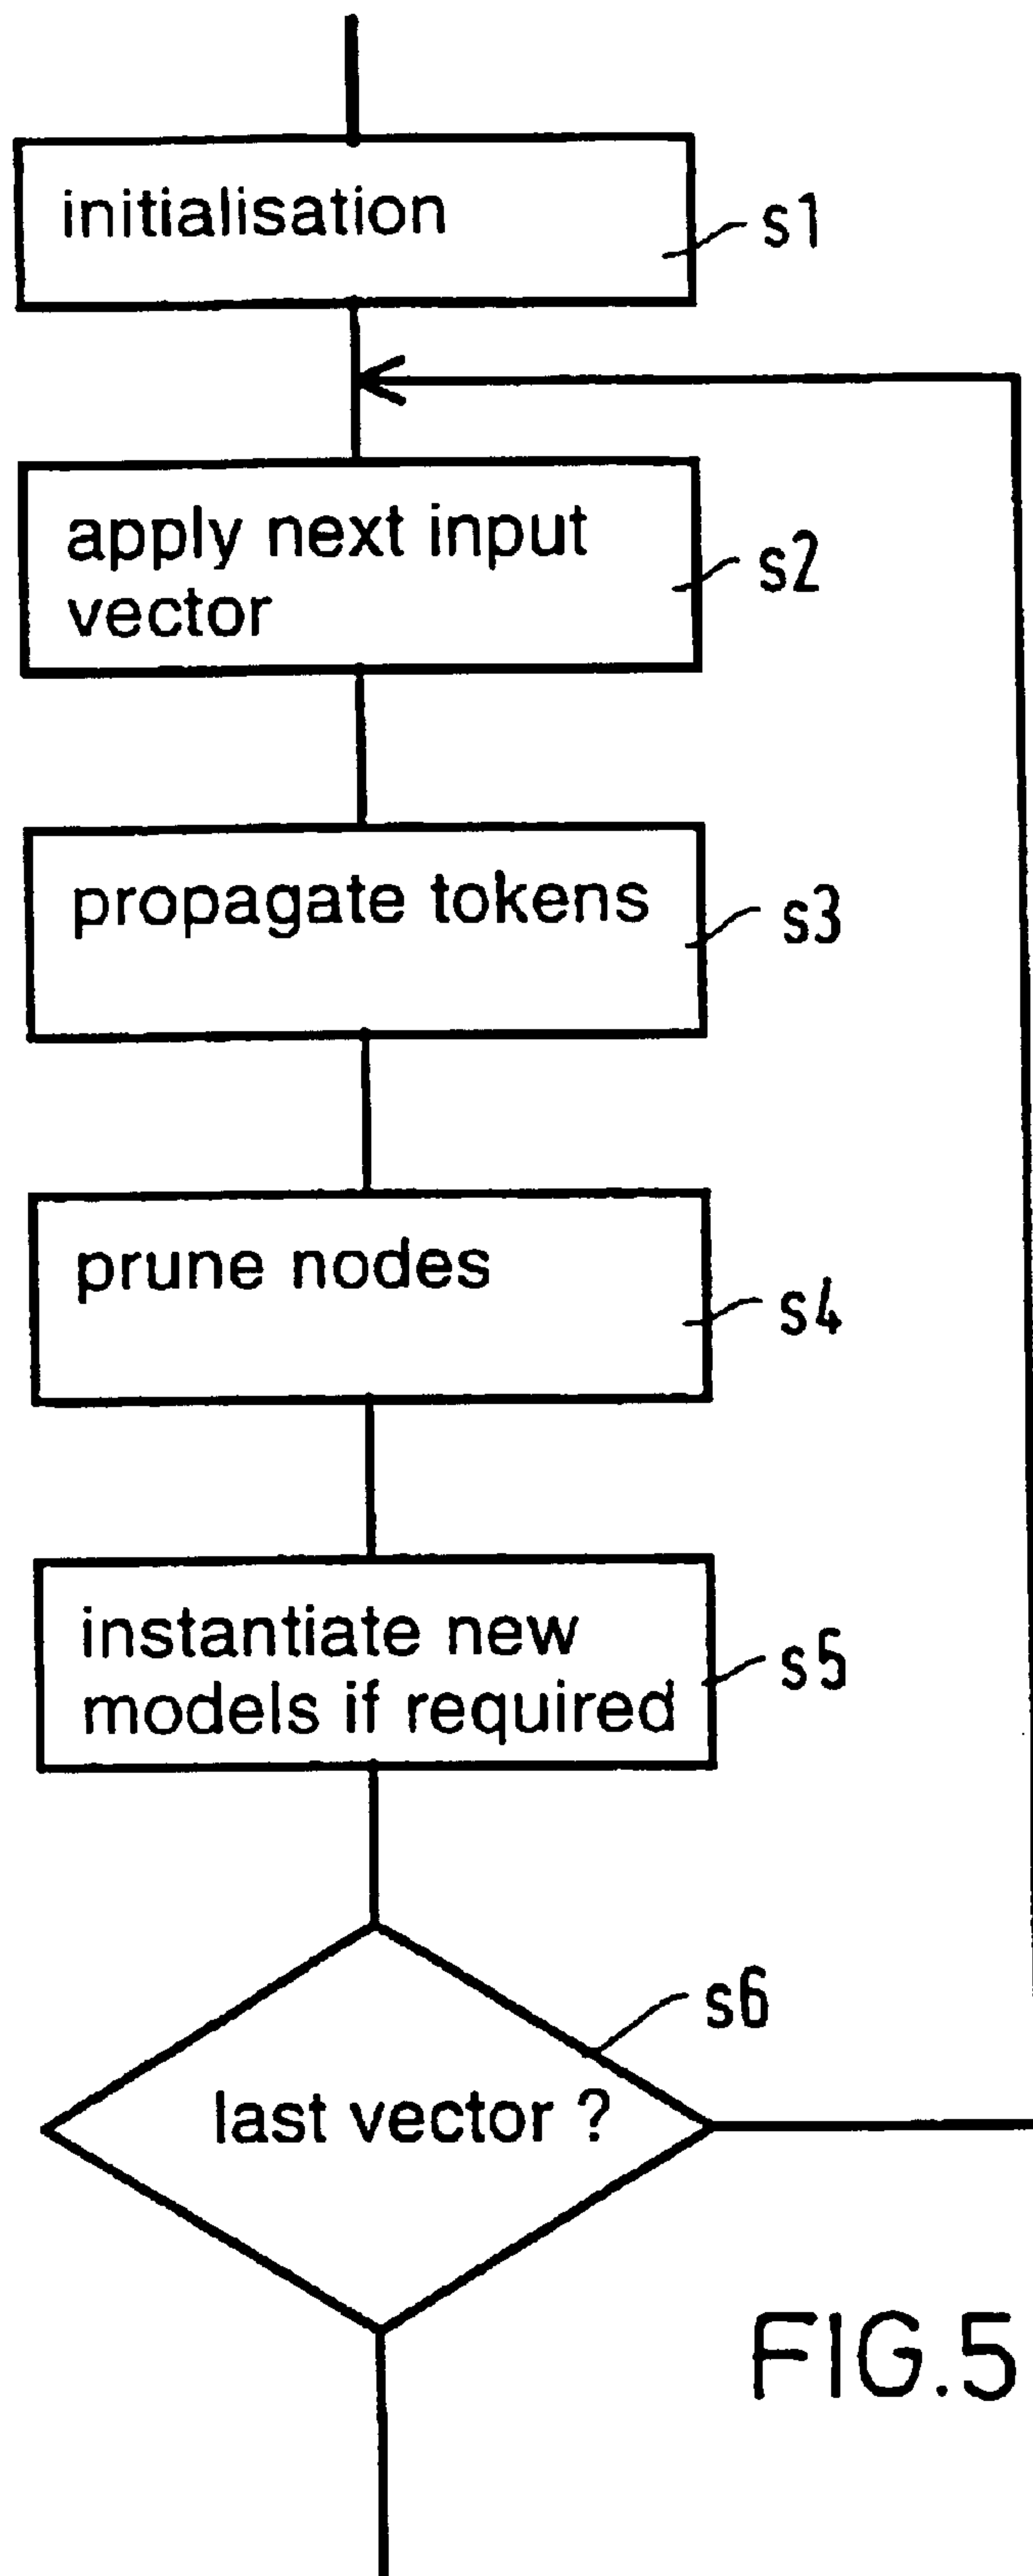 initialisation
s1
apply next input
vector
s2
propagate tokens
s3
prune nodes
s4
instantiate new
models if required
s5
s6
last vector ?
FIG.5